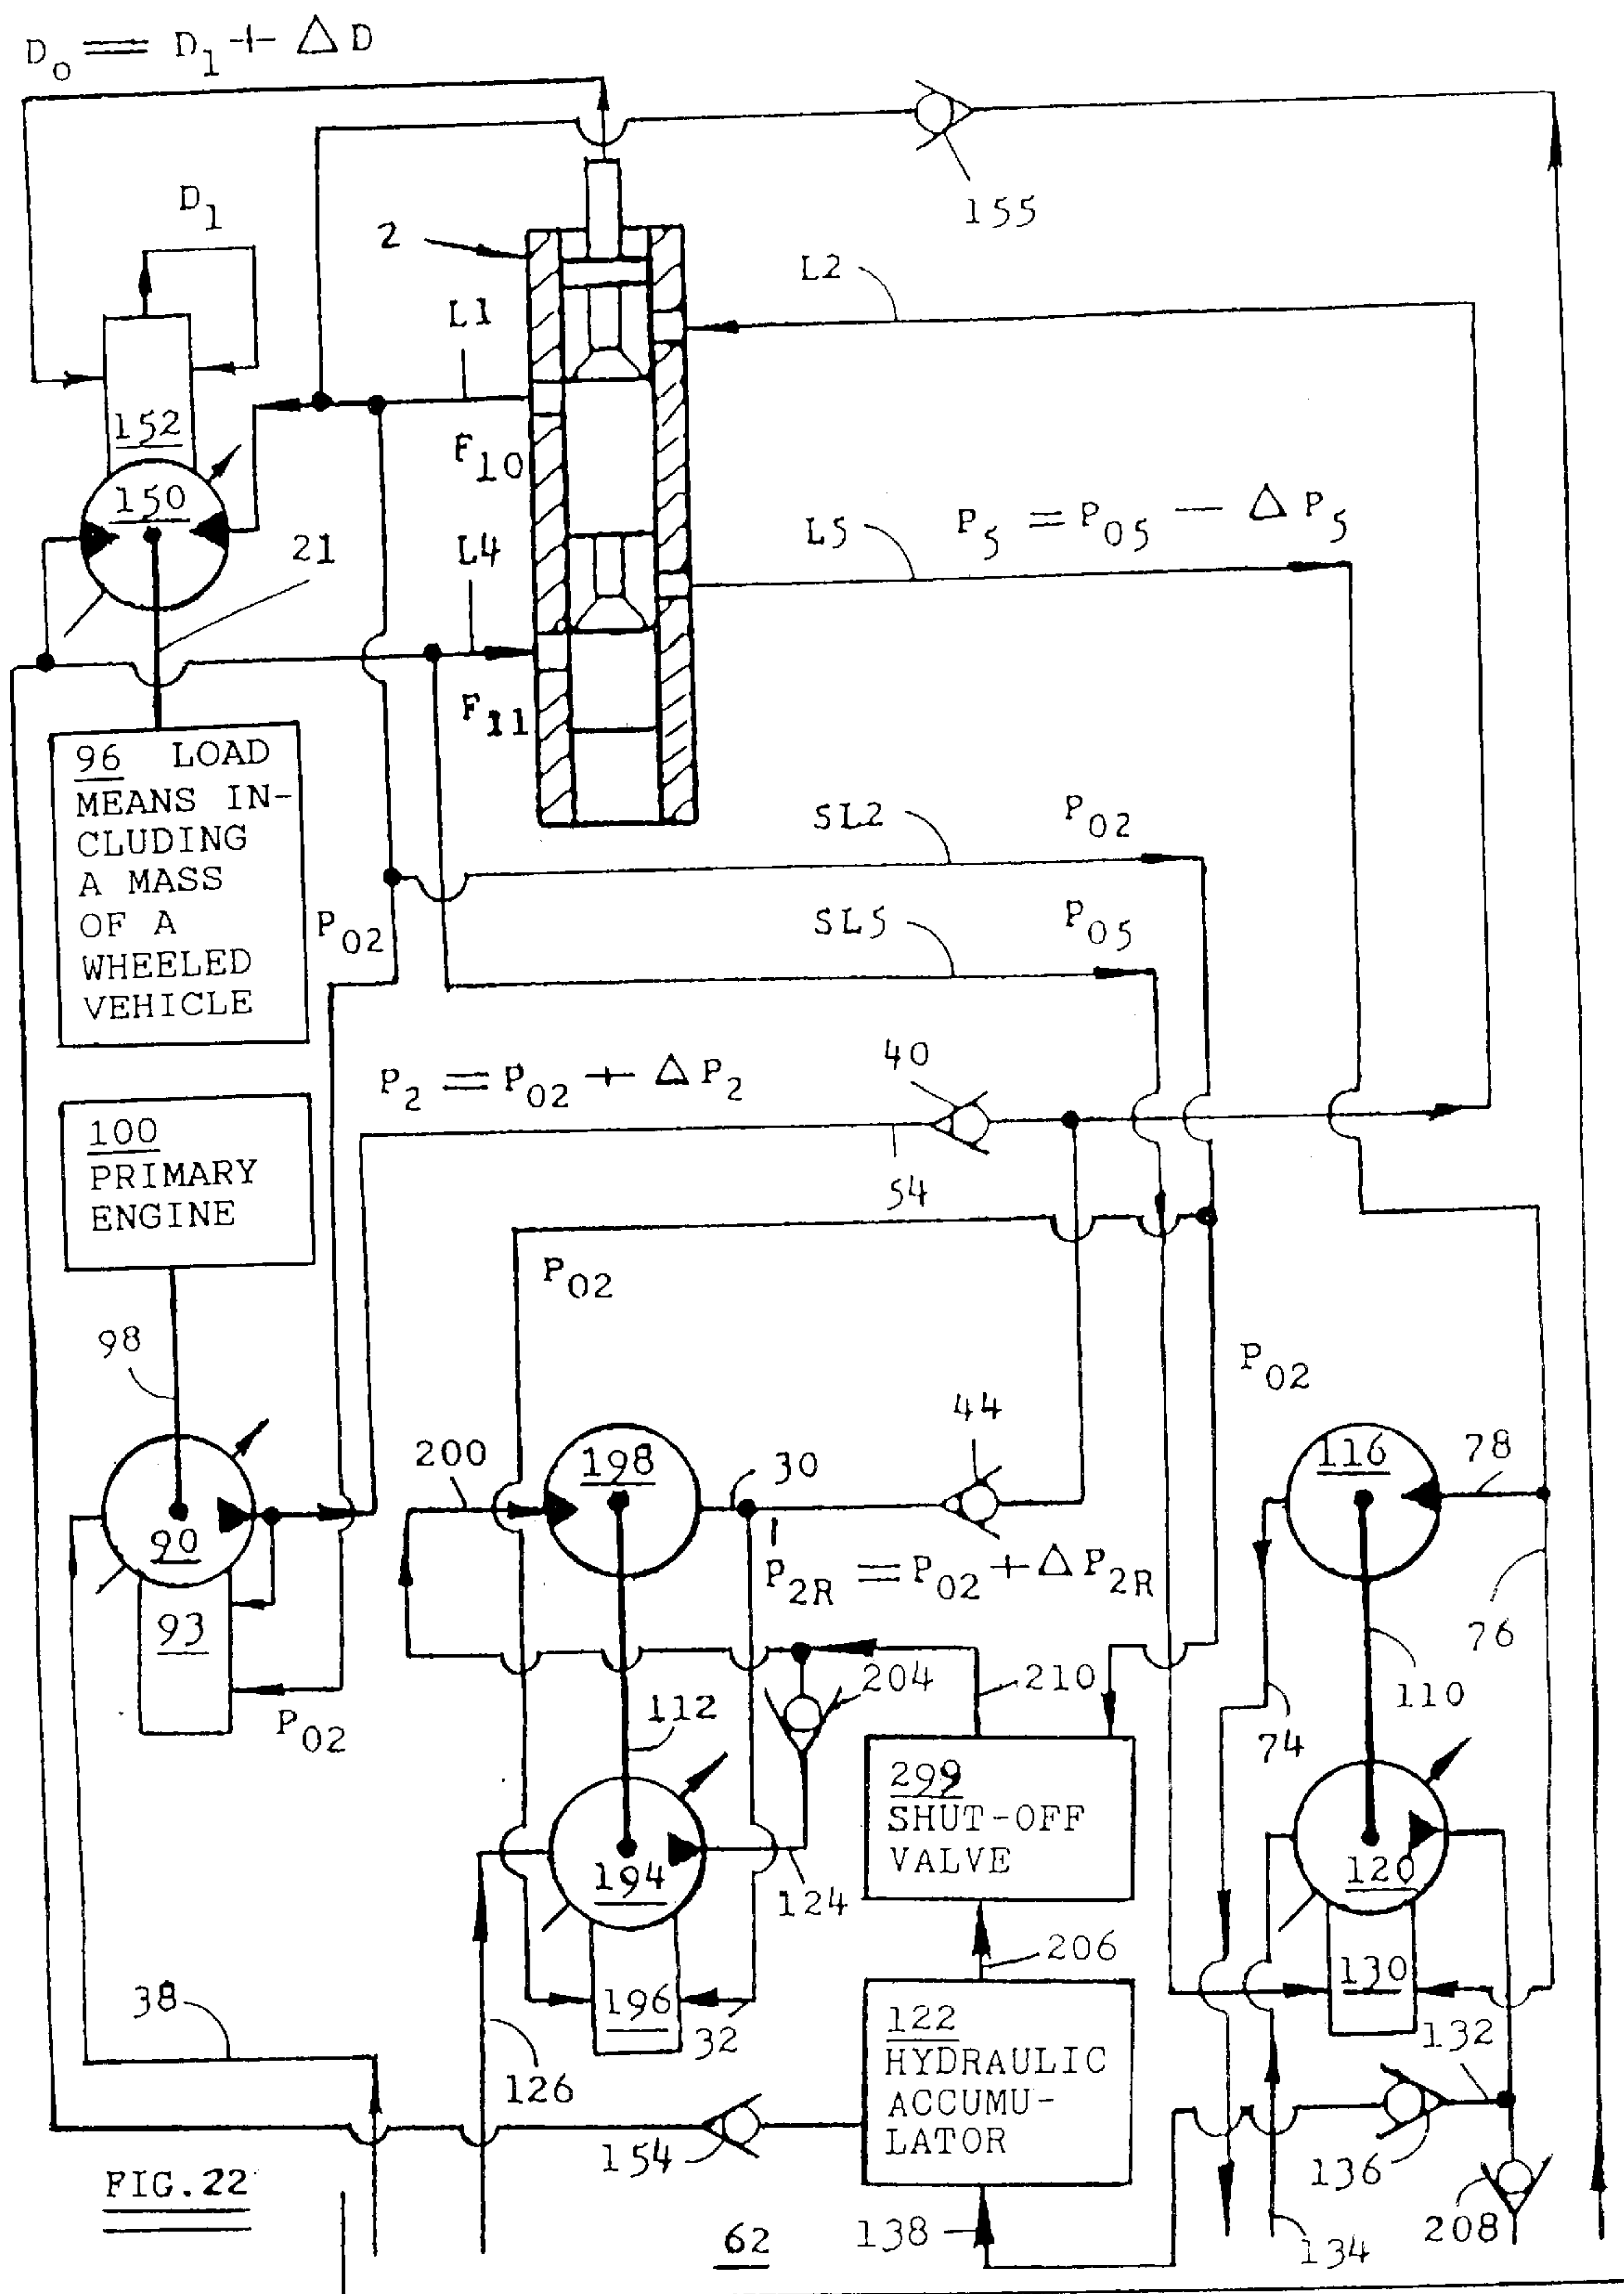 D0 = D1 + ΔD
155
D1
2
L2
L1
152
F10
150
L5
P5 = P05 − ΔP5
21
L4
F11
96 LOAD
MEANS IN-
CLUDING
A MASS
OF A
WHEELED
VEHICLE
SL2
P02
P02
SL5
P05
40
P2 = P02 + ΔP2
100
PRIMARY
ENGINE
54
P02
98
P02
44
200
198
30
116
78
90
P2R = P02 + ΔP2R
93
76
204
210
110
112
P02
74
299
SHUT-OFF
VALVE
194
124
120
206
38
196
32
130
122
HYDRAULIC
ACCUMU-
LATOR
132
126
154
136
FIG.22
62
138
134
208